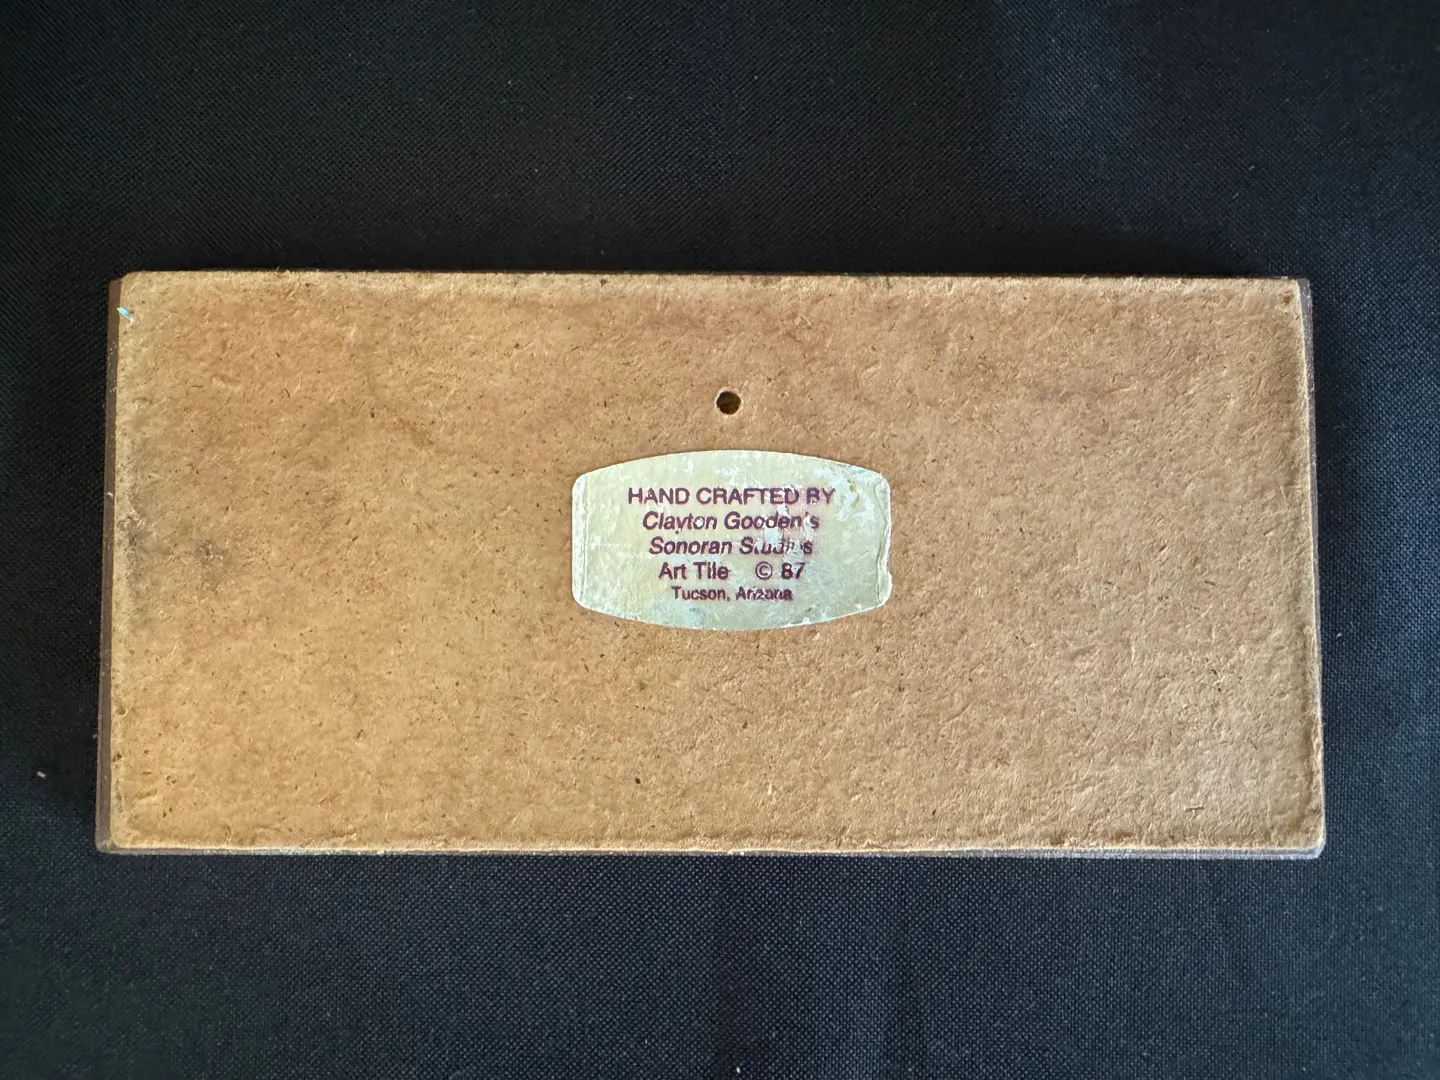 HAND CRAFTED BY
Clayton Gooden's
Sonoran Studios
Art Tile © 87
Tucson, Arizona